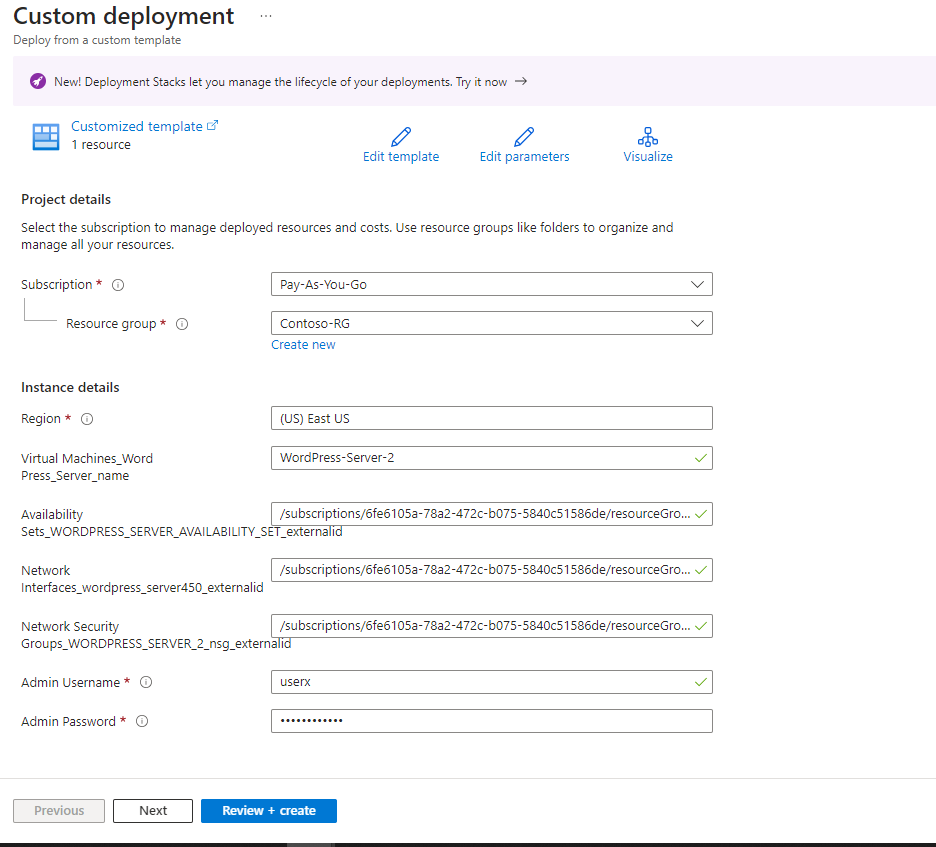 Custom deployment ...
Deploy from a custom template
New! Deployment Stacks let you manage the lifecycle of your deployments. Try it now →
Customized template
1 resource
Edit template
Edit parameters
Visualize
Project details
Select the subscription to manage deployed resources and costs. Use resource groups like folders to organize and
manage all your resources.
Subscription *
Pay-As-You-Go
Resource group *
Contoso-RG
Create new
Instance details
Region *
(US) East US
Virtual Machines_Word
Press_Server_name
WordPress-Server-2
Availability
Sets_WORDPRESS_SERVER_AVAILABILITY_SET_externalid
/subscriptions/6fe6105a-78a2-472c-b075-5840c51586de/resourceGro...
Network
Interfaces_wordpress_server450_externalid
/subscriptions/6fe6105a-78a2-472c-b075-5840c51586de/resourceGro...
Network Security
Groups_WORDPRESS_SERVER_2_nsg_externalid
/subscriptions/6fe6105a-78a2-472c-b075-5840c51586de/resourceGro...
Admin Username *
userx
Admin Password *
••••••••••••
Previous
Next
Review + create